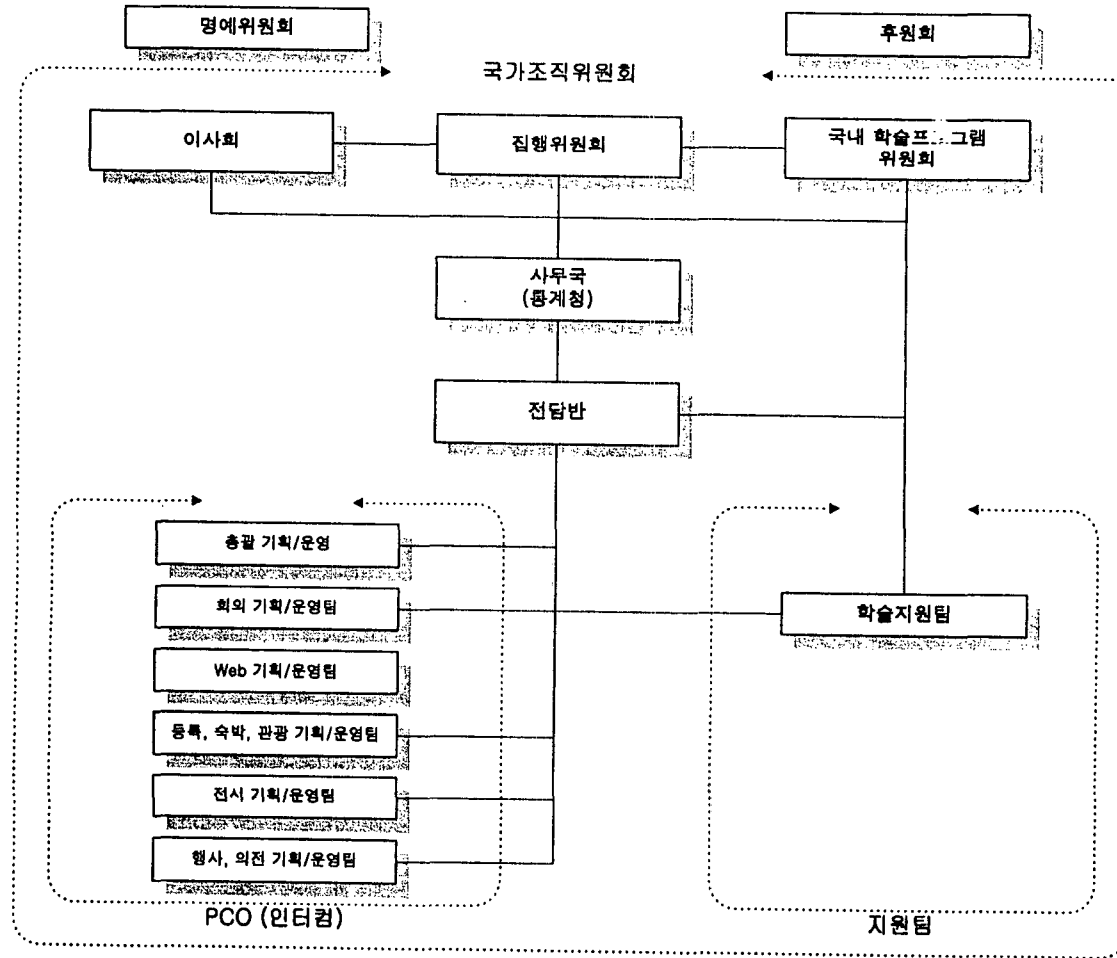 명예위원회
후원회
국가조직위원회
이사회
집행위원회
국내 학술프로그램
위원회
사무국
(통계청)
전담반
총괄 기획/운영
회의 기획/운영팀
학술지원팀
Web 기획/운영팀
등록, 숙박, 관광 기획/운영팀
전시 기획/운영팀
행사, 의전 기획/운영팀
PCO (인터컴)
지원팀